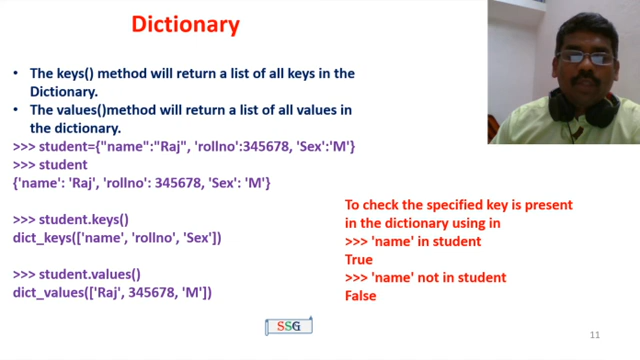 Dictionary
• The keys() method will return a list of all keys in the
Dictionary.
• The values()method will return a list of all values in
the dictionary.
>>> student={"name":"Raj", 'rollno':345678, 'Sex':'M'}
>>> student
{'name': 'Raj', 'rollno': 345678, 'Sex': 'M'}
>>> student.keys()
dict_keys(['name', 'rollno', 'Sex'])
>>> student.values()
dict_values(['Raj', 345678, 'M'])
To check the specified key is present
in the dictionary using in
>>> 'name' in student
True
>>> 'name' not in student
False
SSG
11